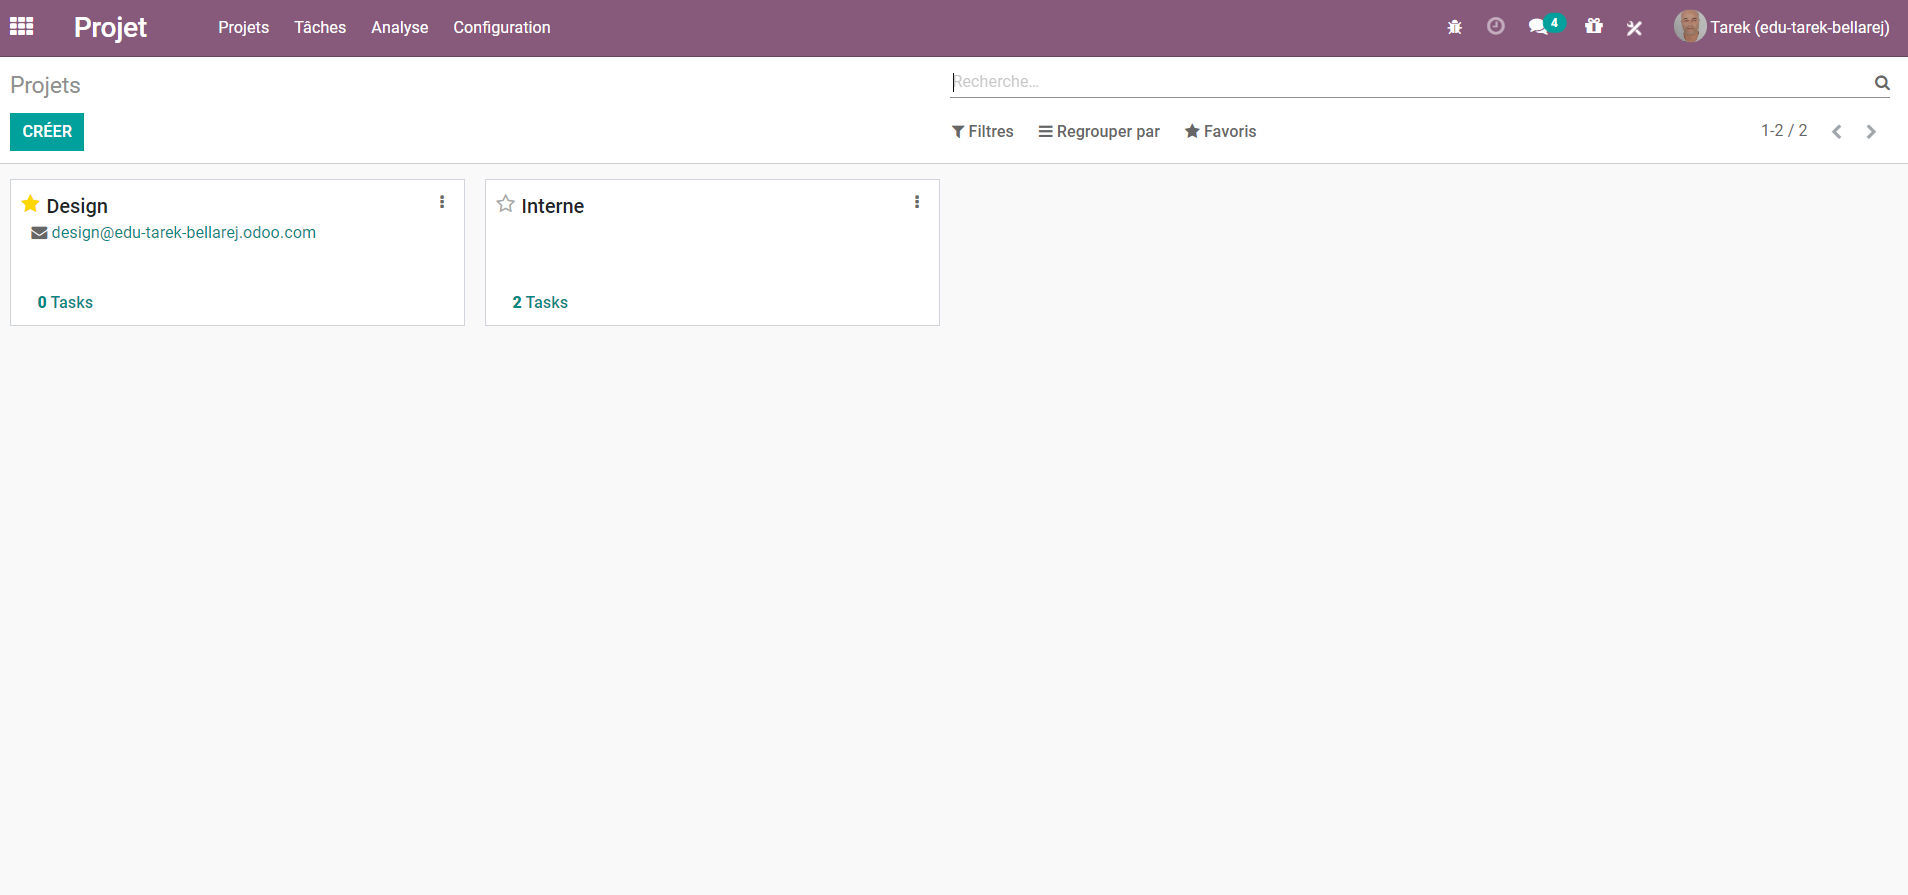 Projet
Projets Tâches Analyse Configuration
4
Tarek (edu-tarek-bellarej)
Projets
Recherche...
CRÉER
Filtres Regrouper par Favoris
1-2 / 2
Design
design@edu-tarek-bellarej.odoo.com
0 Tasks
Interne
2 Tasks